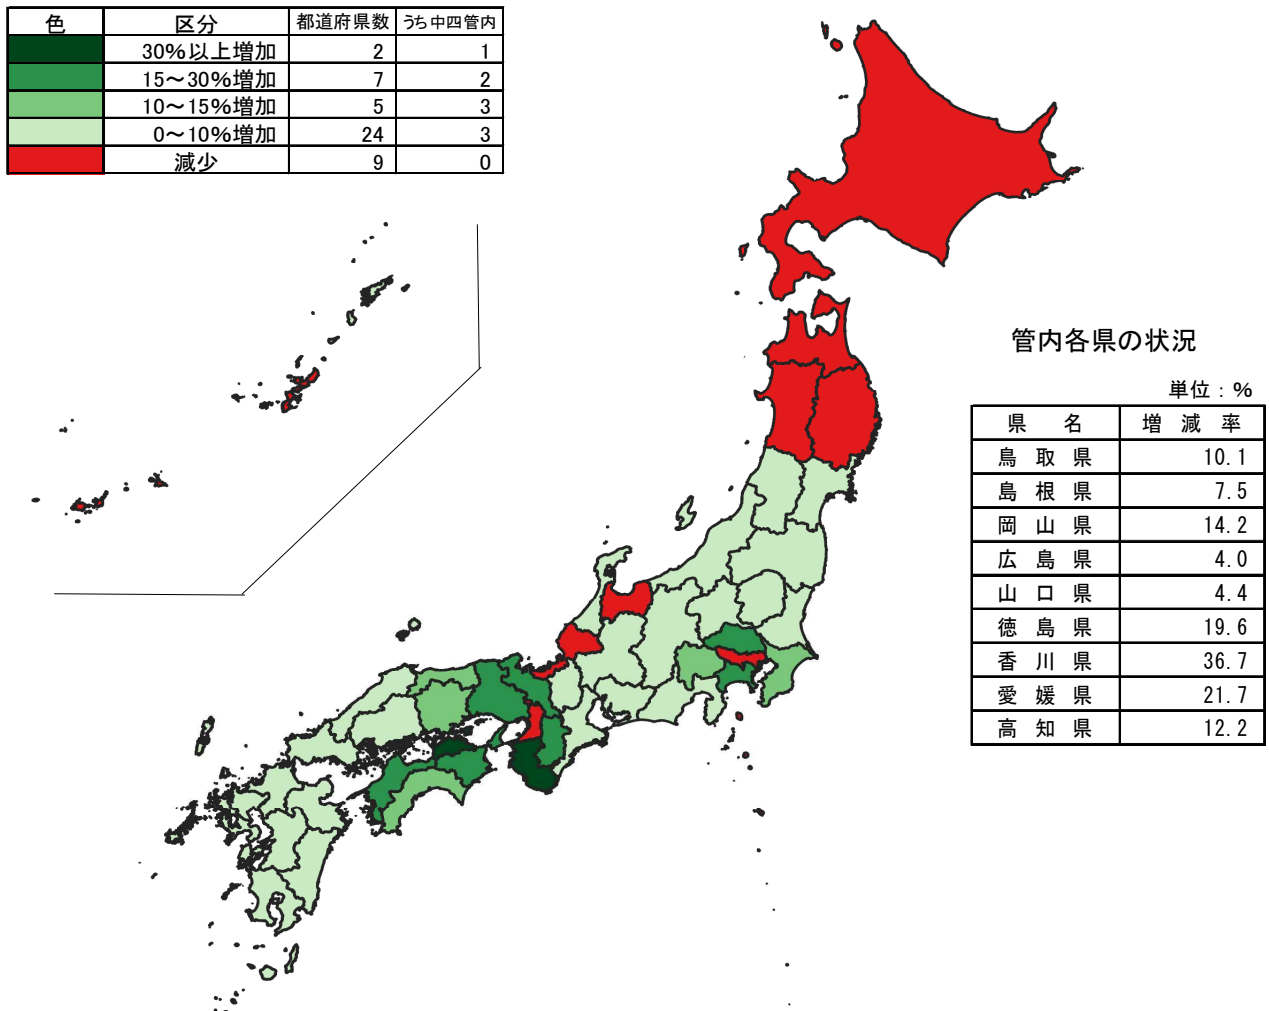 色 区分 都道府県数 うち中四管内
30%以上増加 2 1
15～30%増加 7 2
10～15%増加 5 3
0～10%増加 24 3
減少 9 0
管内各県の状況
単位：%
県名 増減率
鳥取県 10.1
島根県 7.5
岡山県 14.2
広島県 4.0
山口県 4.4
徳島県 19.6
香川県 36.7
愛媛県 21.7
高知県 12.2